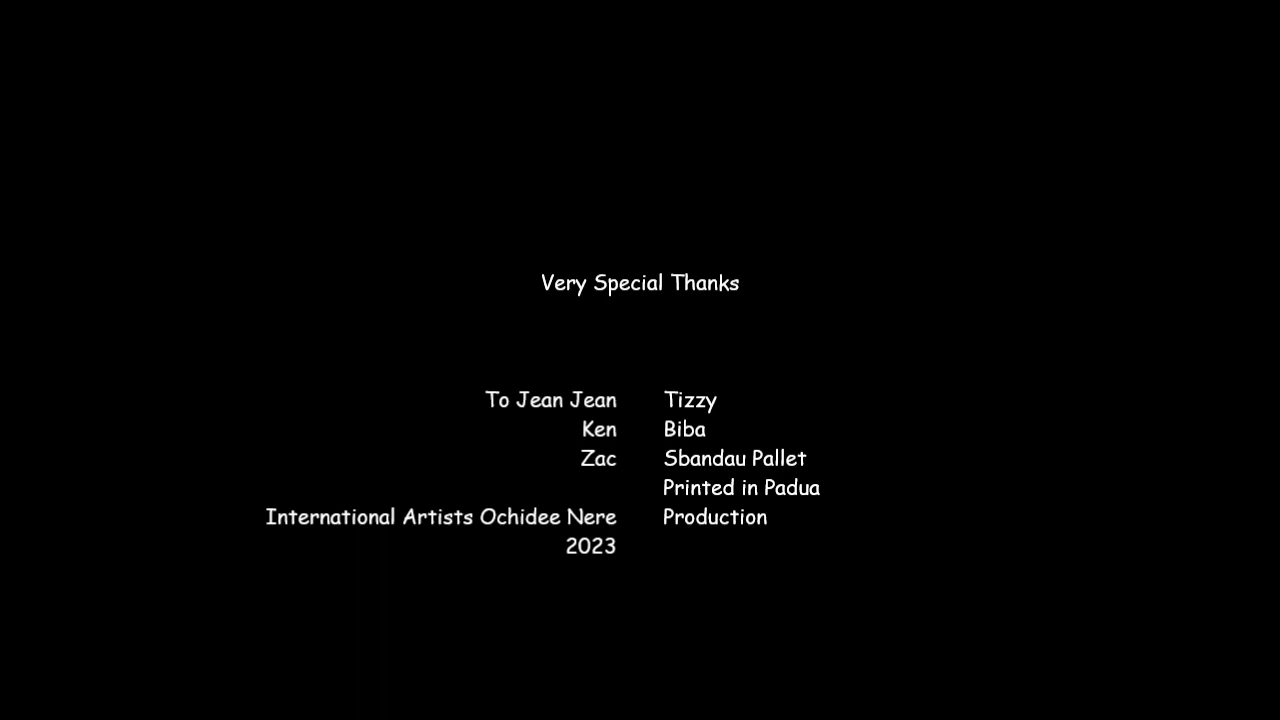 Very Special Thanks
To Jean Jean Tizzy
Ken Biba
Zac Sbandau Pallet
Printed in Padua
International Artists Ochidee Nere Production
2023